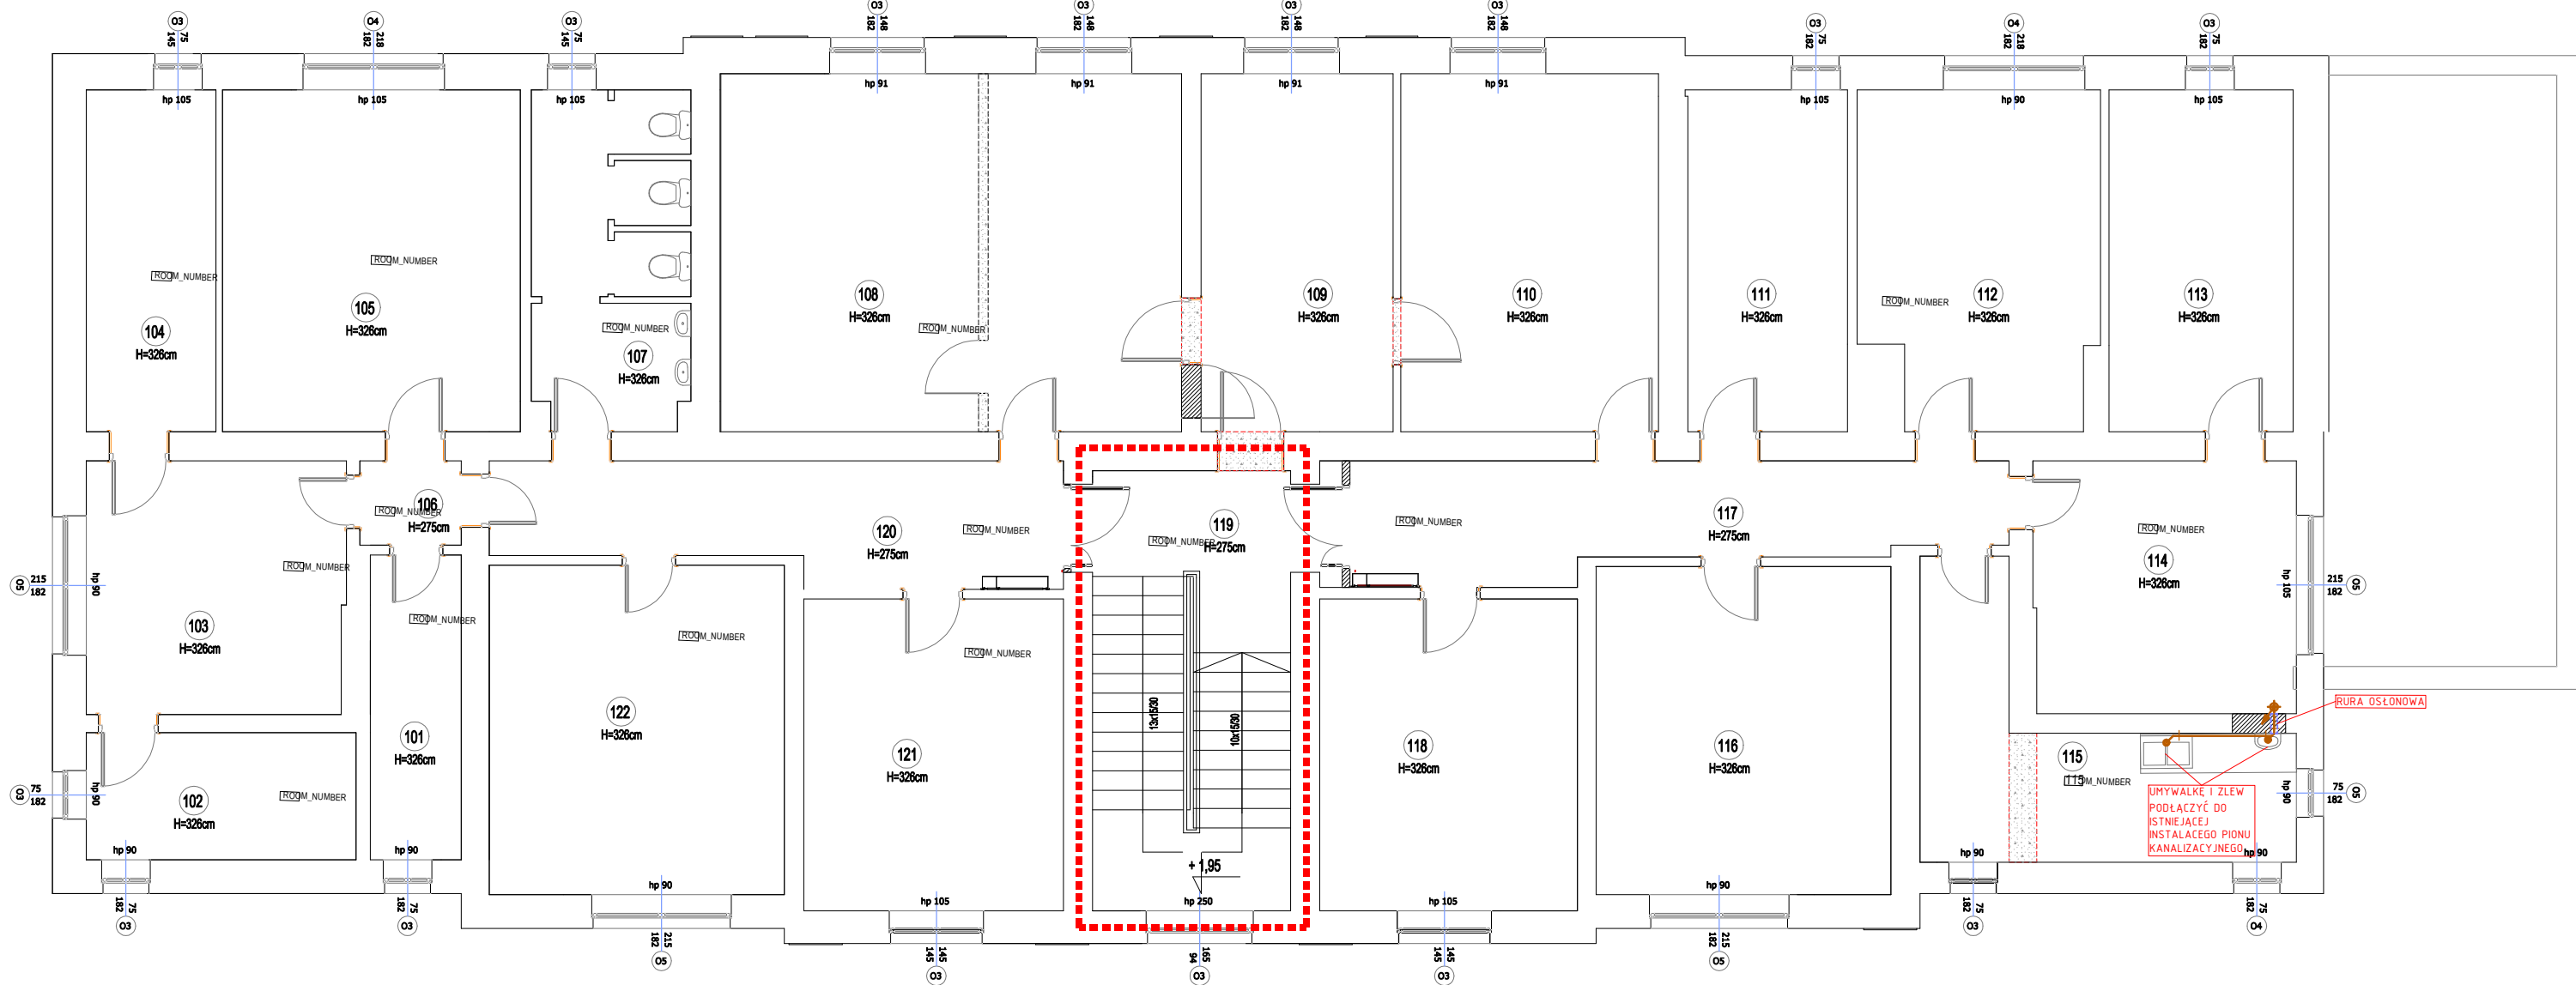 O3
75
145
O4
218
182
O3
75
145
O3
148
182
O3
148
182
O3
148
182
O3
148
182
O3
75
182
O4
218
182
O3
75
182
hp 105
hp 105
hp 105
hp 91
hp 91
hp 91
hp 91
hp 105
hp 90
hp 105
ROOM_NUMBER
104
H=326cm
ROOM_NUMBER
105
H=326cm
ROOM_NUMBER
107
H=326cm
108
H=326cm
ROOM_NUMBER
109
H=326cm
110
H=326cm
111
H=326cm
ROOM_NUMBER
112
H=326cm
113
H=326cm
106
ROOM_NUMBER
H=275cm
120
H=275cm
ROOM_NUMBER
119
ROOM_NUMBER
H=275cm
ROOM_NUMBER
117
H=275cm
ROOM_NUMBER
114
H=326cm
O5
215
182
hp 90
ROOM_NUMBER
103
H=326cm
ROOM_NUMBER
ROOM_NUMBER
ROOM_NUMBER
hp 105
215
182
O5
122
H=326cm
121
H=326cm
13x15/30
10x15/30
118
H=326cm
116
H=326cm
101
H=326cm
RURA OSŁONOWA
115
ROOM_NUMBER
115
UMYWALKĘ I ZLEW
PODŁĄCZYĆ DO
ISTNIEJĄCEJ
INSTALACEGO PIONU
KANALIZACYJNEGO
O3
75
182
hp 90
102
H=326cm
ROOM_NUMBER
hp 90
75
182
O5
+ 1,95
hp 90
hp 90
hp 90
hp 105
hp 250
hp 105
hp 90
hp 90
hp 90
75
182
O3
75
182
O3
215
182
O5
145
145
O3
165
94
O3
145
145
O3
215
182
O5
75
182
O3
75
182
O4